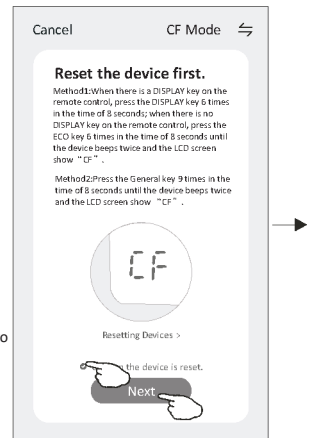 Cancel CF Mode
Reset the device first.
Method1:When there is a DISPLAY key on the
remote control, press the DISPLAY key 6 times
in the time of 8 seconds; when there is no
DISPLAY key on the remote control, press the
ECO key 6 times in the time of 8 seconds until
the device beeps twice and the LCD screen
show “CF”.
Method2:Press the General key 9 times in the
time of 8 seconds until the device beeps twice
and the LCD screen show “CF”.
CF
Resetting Devices >
o
the device is reset.
Next